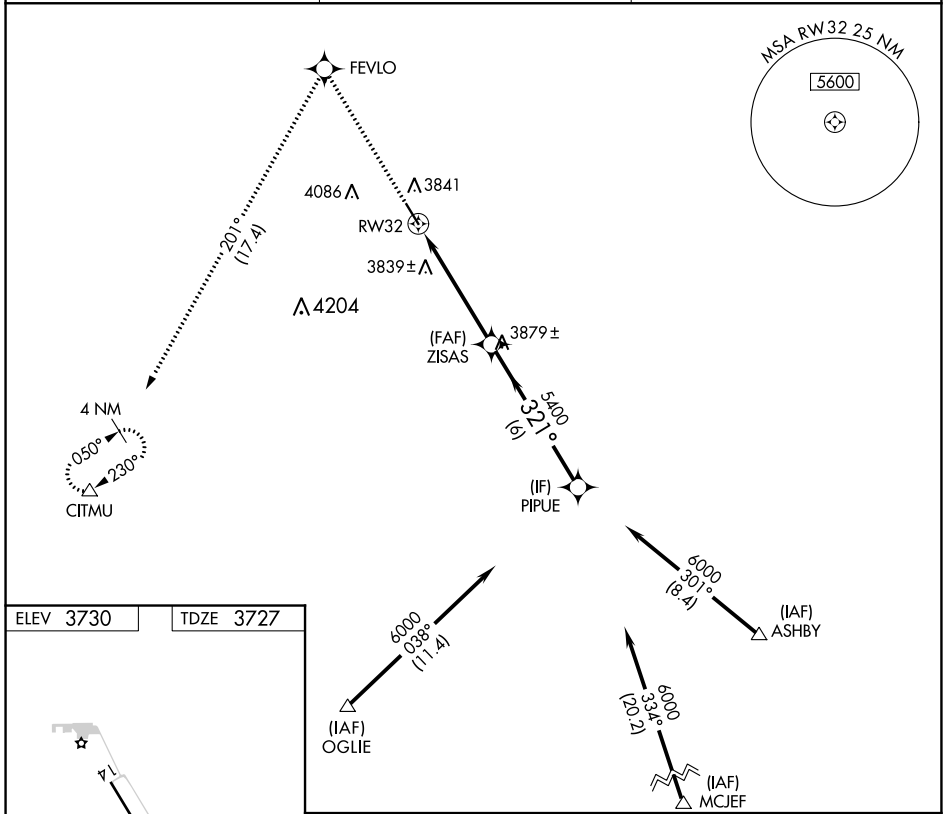 MSA RW32 25 NM
5600
FEVLO
4086
3841
RW32
201°
(17.4)
3839±
4204
(FAF)
ZISAS
3879±
5400
321°
(6)
4 NM
050°
230°
CITMU
(IF)
PIPUE
6000
301°
(8.4)
(IAF)
ASHBY
6000
038°
(11.4)
(IAF)
OGLIE
6000
334°
(20.2)
(IAF)
MCJEF
ELEV 3730
TDZE 3727
14